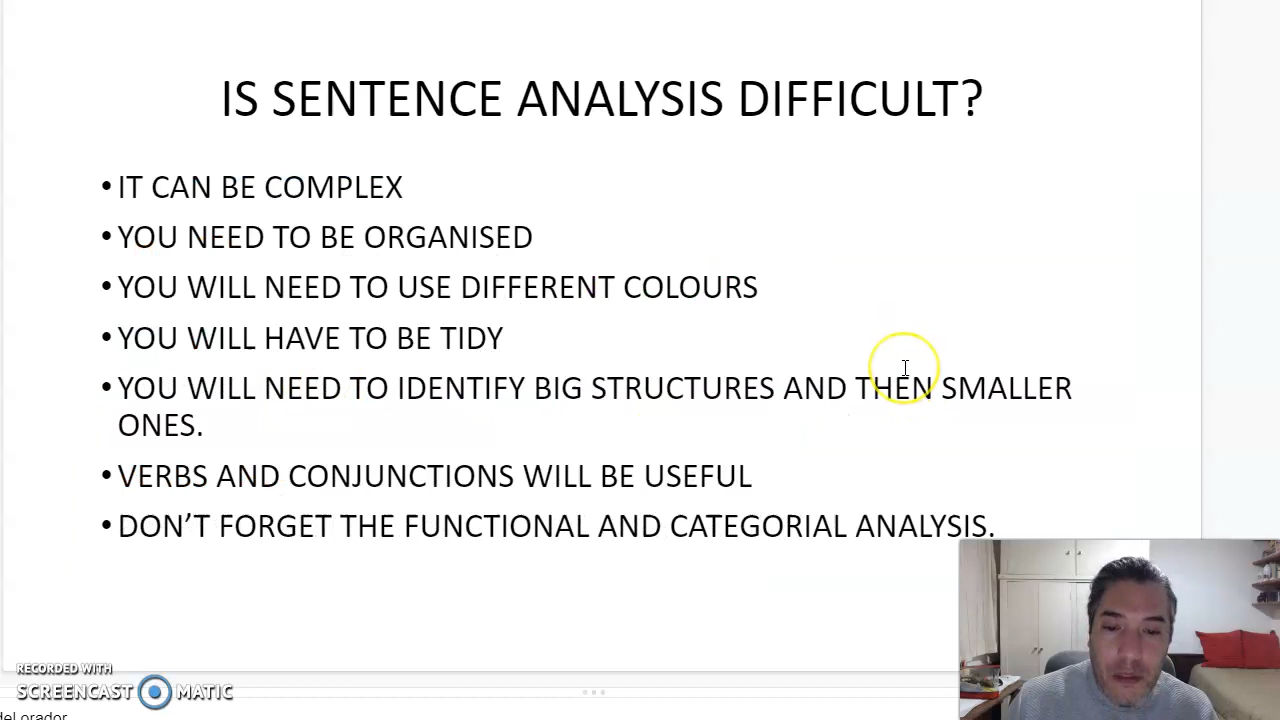 IS SENTENCE ANALYSIS DIFFICULT?
• IT CAN BE COMPLEX
• YOU NEED TO BE ORGANISED
• YOU WILL NEED TO USE DIFFERENT COLOURS
• YOU WILL HAVE TO BE TIDY
• YOU WILL NEED TO IDENTIFY BIG STRUCTURES AND THEN SMALLER
ONES.
• VERBS AND CONJUNCTIONS WILL BE USEFUL
• DON’T FORGET THE FUNCTIONAL AND CATEGORIAL ANALYSIS.
RECORDED WITH
SCREENCAST MATIC
del orador